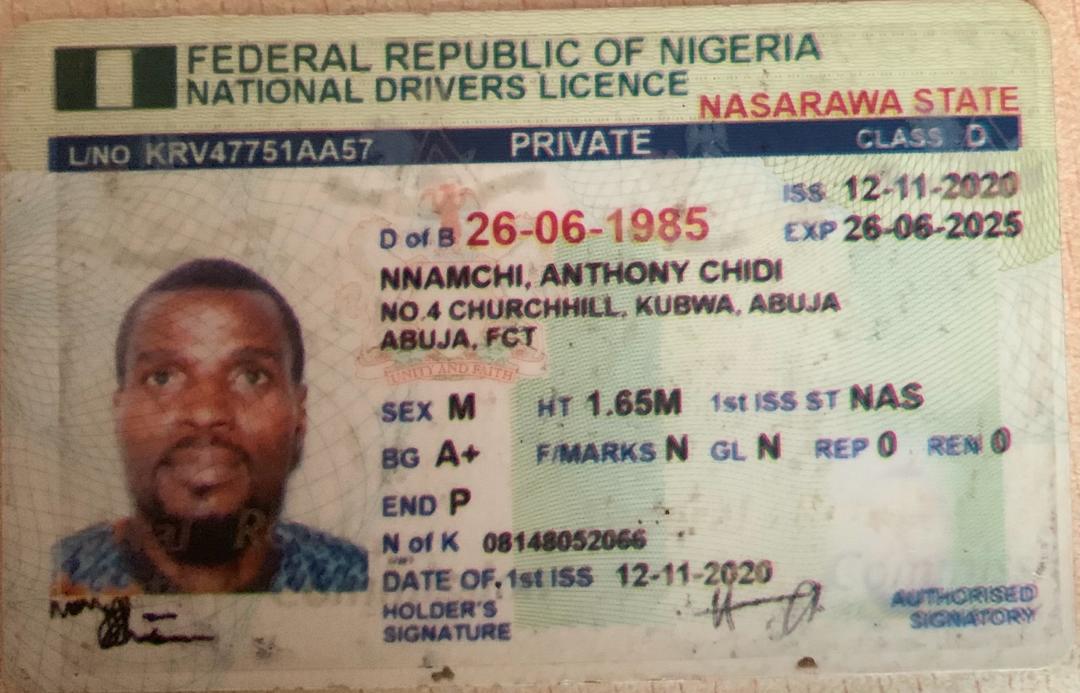 FEDERAL REPUBLIC OF NIGERIA
NATIONAL DRIVERS LICENCE
NASARAWA STATE
L/NO KRV47751AA57 PRIVATE CLASS D
ISS 12-11-2020
D of B 26-06-1985 EXP 26-06-2025
NNAMCHI, ANTHONY CHIDI
NO.4 CHURCHHILL, KUBWA, ABUJA
ABUJA, FCT
UNITY AND FAITH
SEX M HT 1.65M 1st ISS ST NAS
BG A+ F/MARKS N GL N REP 0 REN 0
END P
N of K 08148052066
DATE OF 1st ISS 12-11-2020
HOLDER'S
SIGNATURE
AUTHORISED
SIGNATORY